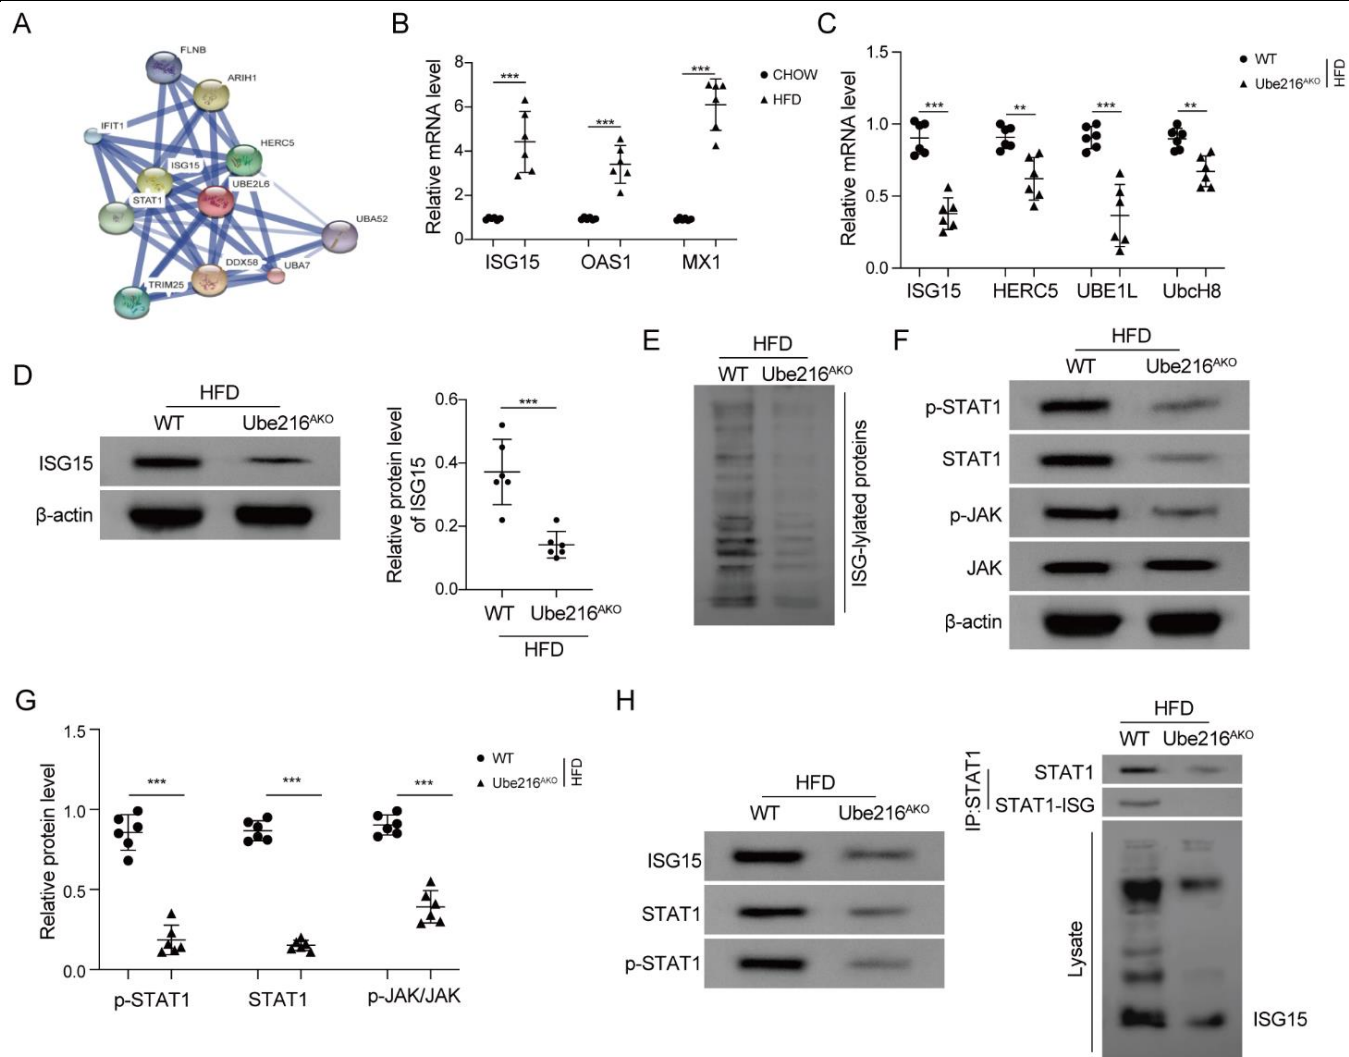 A
FLNB
ARIH1
IFIT1
HERC5
ISG15
UBE2L6
STAT1
UBA52
DDX58
UBA7
TRIM25
B
Relative mRNA level
8
6
4
2
0
***
***
***
CHOW
HFD
ISG15 OAS1 MX1
C
Relative mRNA level
1.5
1.0
0.5
0.0
***
**
***
**
WT
Ube216AKO
HFD
ISG15 HERC5 UBE1L UbcH8
D
HFD
WT Ube216AKO
ISG15
β-actin
Relative protein level
of ISG15
0.6
0.4
0.2
0.0
***
WT Ube216AKO
HFD
E
HFD
WT Ube216AKO
ISG-lylated proteins
F
HFD
WT Ube216AKO
p-STAT1
STAT1
p-JAK
JAK
β-actin
G
Relative protein level
1.5
1.0
0.5
0.0
***
***
***
WT
Ube216AKO
HFD
p-STAT1 STAT1 p-JAK/JAK
H
HFD
WT Ube216AKO
ISG15
STAT1
p-STAT1
HFD
WT Ube216AKO
IP:STAT1
STAT1
STAT1-ISG
Lysate
ISG15